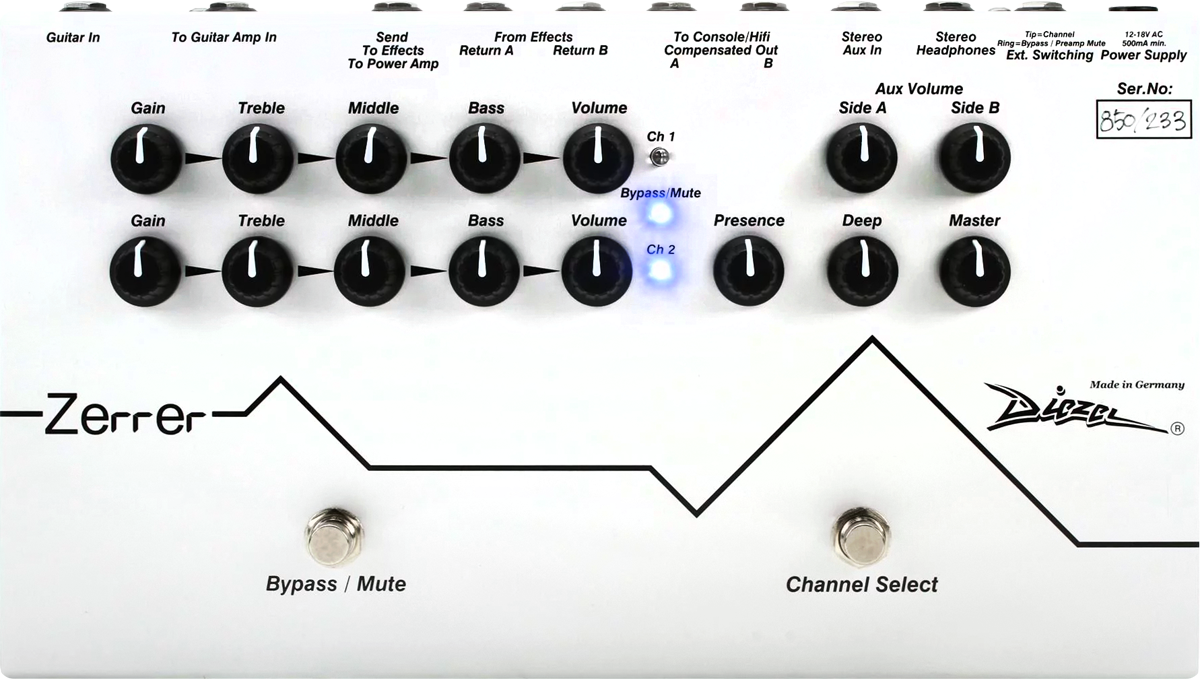 Guitar In
To Guitar Amp In
Send
To Effects
To Power Amp
From Effects
Return A Return B
To Console/Hifi
Compensated Out
A B
Stereo
Aux In
Stereo
Headphones
Tip=Channel
Ring=Bypass / Preamp Mute
Ext. Switching
12-18V AC
500mA min.
Power Supply
Aux Volume
Side A Side B
Ser.No:
850/233
Gain Treble Middle Bass Volume
Ch 1
Bypass/Mute
Gain Treble Middle Bass Volume
Ch 2
Presence Deep Master
Zerrer
Made in Germany
Diezel ®
Bypass / Mute
Channel Select